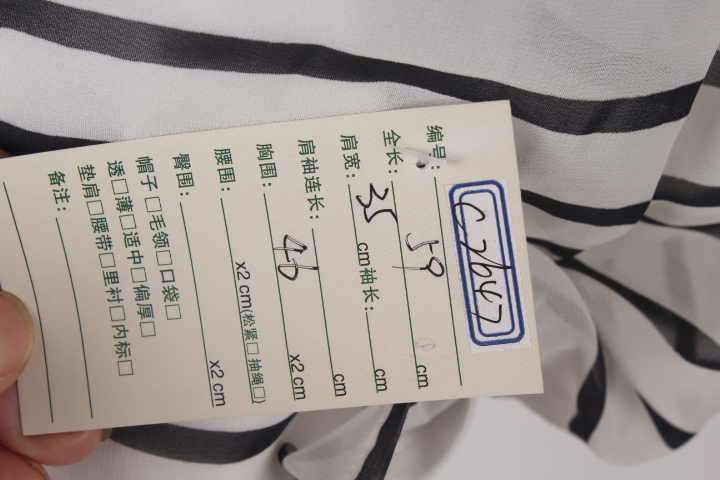 编号: C7647
全长: 59 cm
肩宽: 35 cm 袖长: cm
肩袖连长: cm
胸围: 46 x2 cm
腰围: x2 cm(松紧□ 抽绳□)
臀围: x2 cm
帽子□毛领□口袋□
透□薄□适中□偏厚□
垫肩□腰带□里衬□内标□
备注: